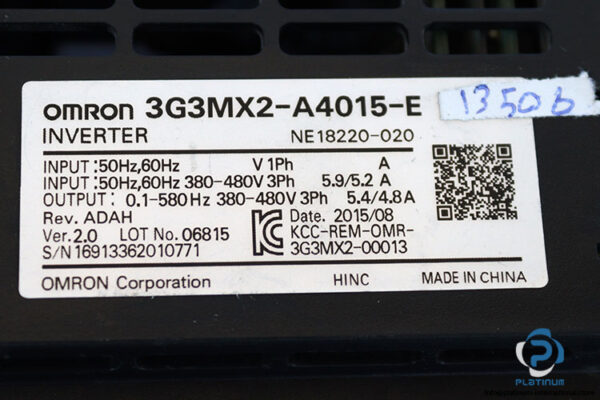 OMRON 3G3MX2-A4015-E
13506
INVERTER NE18220-020
INPUT :50Hz,60Hz V 1Ph A
INPUT :50Hz,60Hz 380-480V 3Ph 5.9/5.2 A
OUTPUT : 0.1-580Hz 380-480V 3Ph 5.4/4.8A
Rev. ADAH Date. 2015/08
Ver.2.0 LOT No. 06815 KCC-REM-OMR-
S/N 16913362010771 3G3MX2-00013
OMRON Corporation HINC MADE IN CHINA
PLATINUM